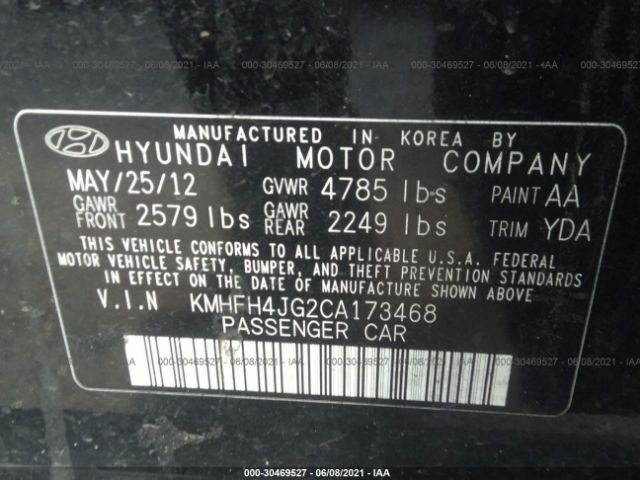 000-30469527 - 06/08/2021 - IAA
MANUFACTURED IN KOREA BY
HYUNDAI MOTOR COMPANY
MAY/25/12 GVWR 4785 lbs PAINT AA
GAWR FRONT 2579 lbs GAWR REAR 2249 lbs TRIM YDA
THIS VEHICLE CONFORMS TO ALL APPLICABLE U.S.A. FEDERAL
MOTOR VEHICLE SAFETY, BUMPER, AND THEFT PREVENTION STANDARDS
IN EFFECT ON THE DATE OF MANUFACTURE SHOWN ABOVE.
V.I.N KMHFH4JG2CA173468
PASSENGER CAR
000-30469527 - 06/08/2021 - IAA